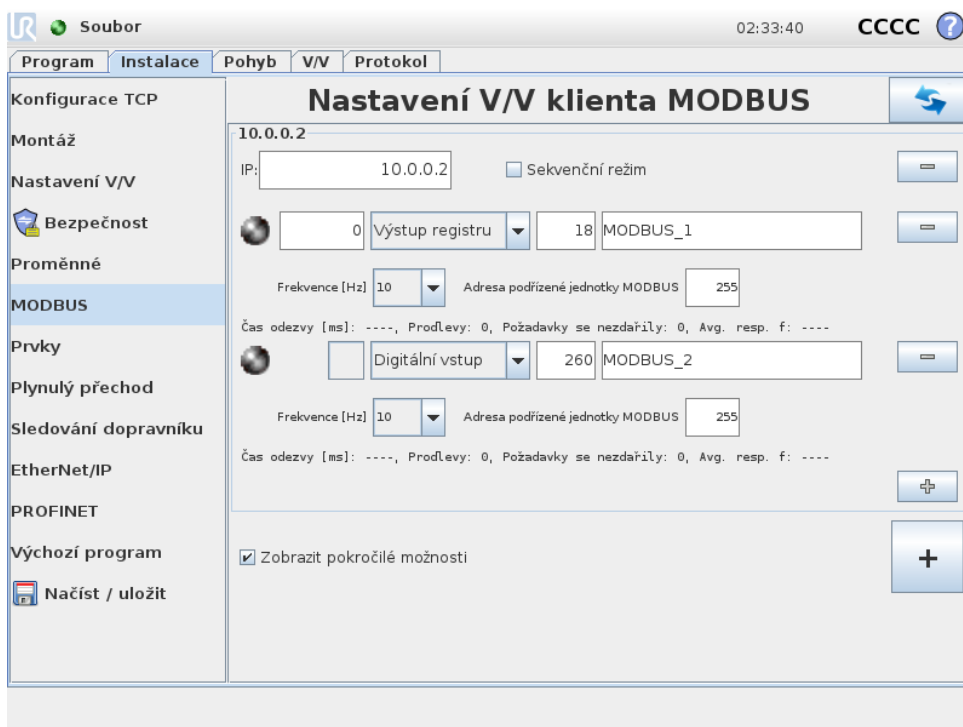 UR Soubor 02:33:40 CCCC ?
Program Instalace Pohyb V/V Protokol
Konfigurace TCP
Montáž
Nastavení V/V
Bezpečnost
Proměnné
MODBUS
Prvky
Plynulý přechod
Sledování dopravníku
EtherNet/IP
PROFINET
Výchozí program
Načíst / uložit
Nastavení V/V klienta MODBUS
10.0.0.2
IP: 10.0.0.2 Sekvenční režim
0 Výstup registru 18 MODBUS_1
Frekvence [Hz] 10 Adresa podřízené jednotky MODBUS 255
Čas odezvy [ms]: ----, Prodlevy: 0, Požadavky se nezdařily: 0, Avg. resp. f: ----
Digitální vstup 260 MODBUS_2
Frekvence [Hz] 10 Adresa podřízené jednotky MODBUS 255
Čas odezvy [ms]: ----, Prodlevy: 0, Požadavky se nezdařily: 0, Avg. resp. f: ----
Zobrazit pokročilé možnosti